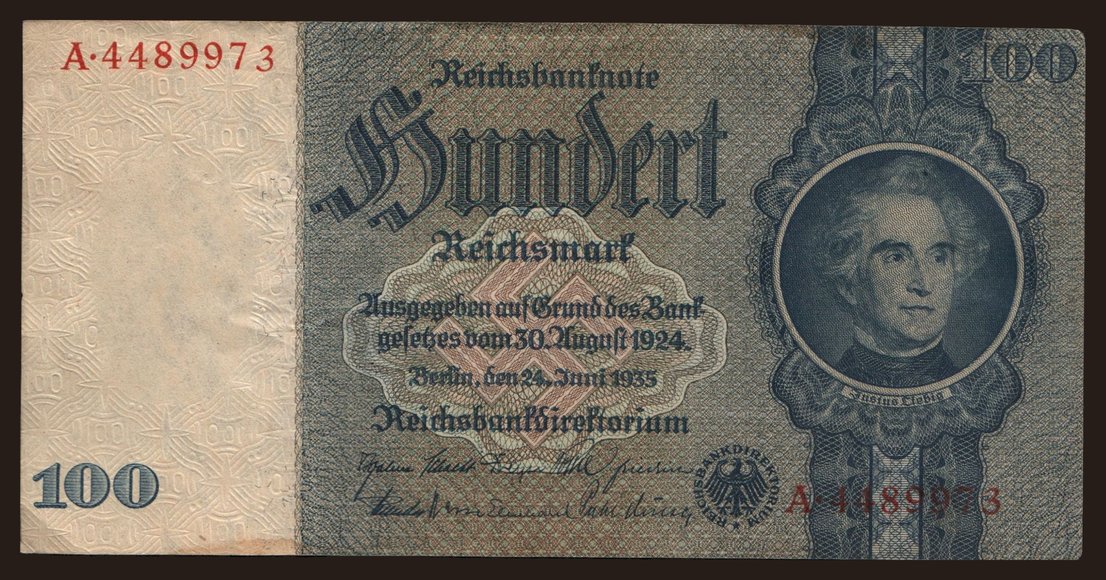 A·4489973
100
Reichsbanknote
Hundert
Reichsmark
Ausgegeben auf Grund des Bank-
gesetzes vom 30. August 1924.
Berlin, den 24. Juni 1935
Reichsbankdirektorium
REICHSBANKDIREKTORIUM
Justus Liebig
A·4489973
100